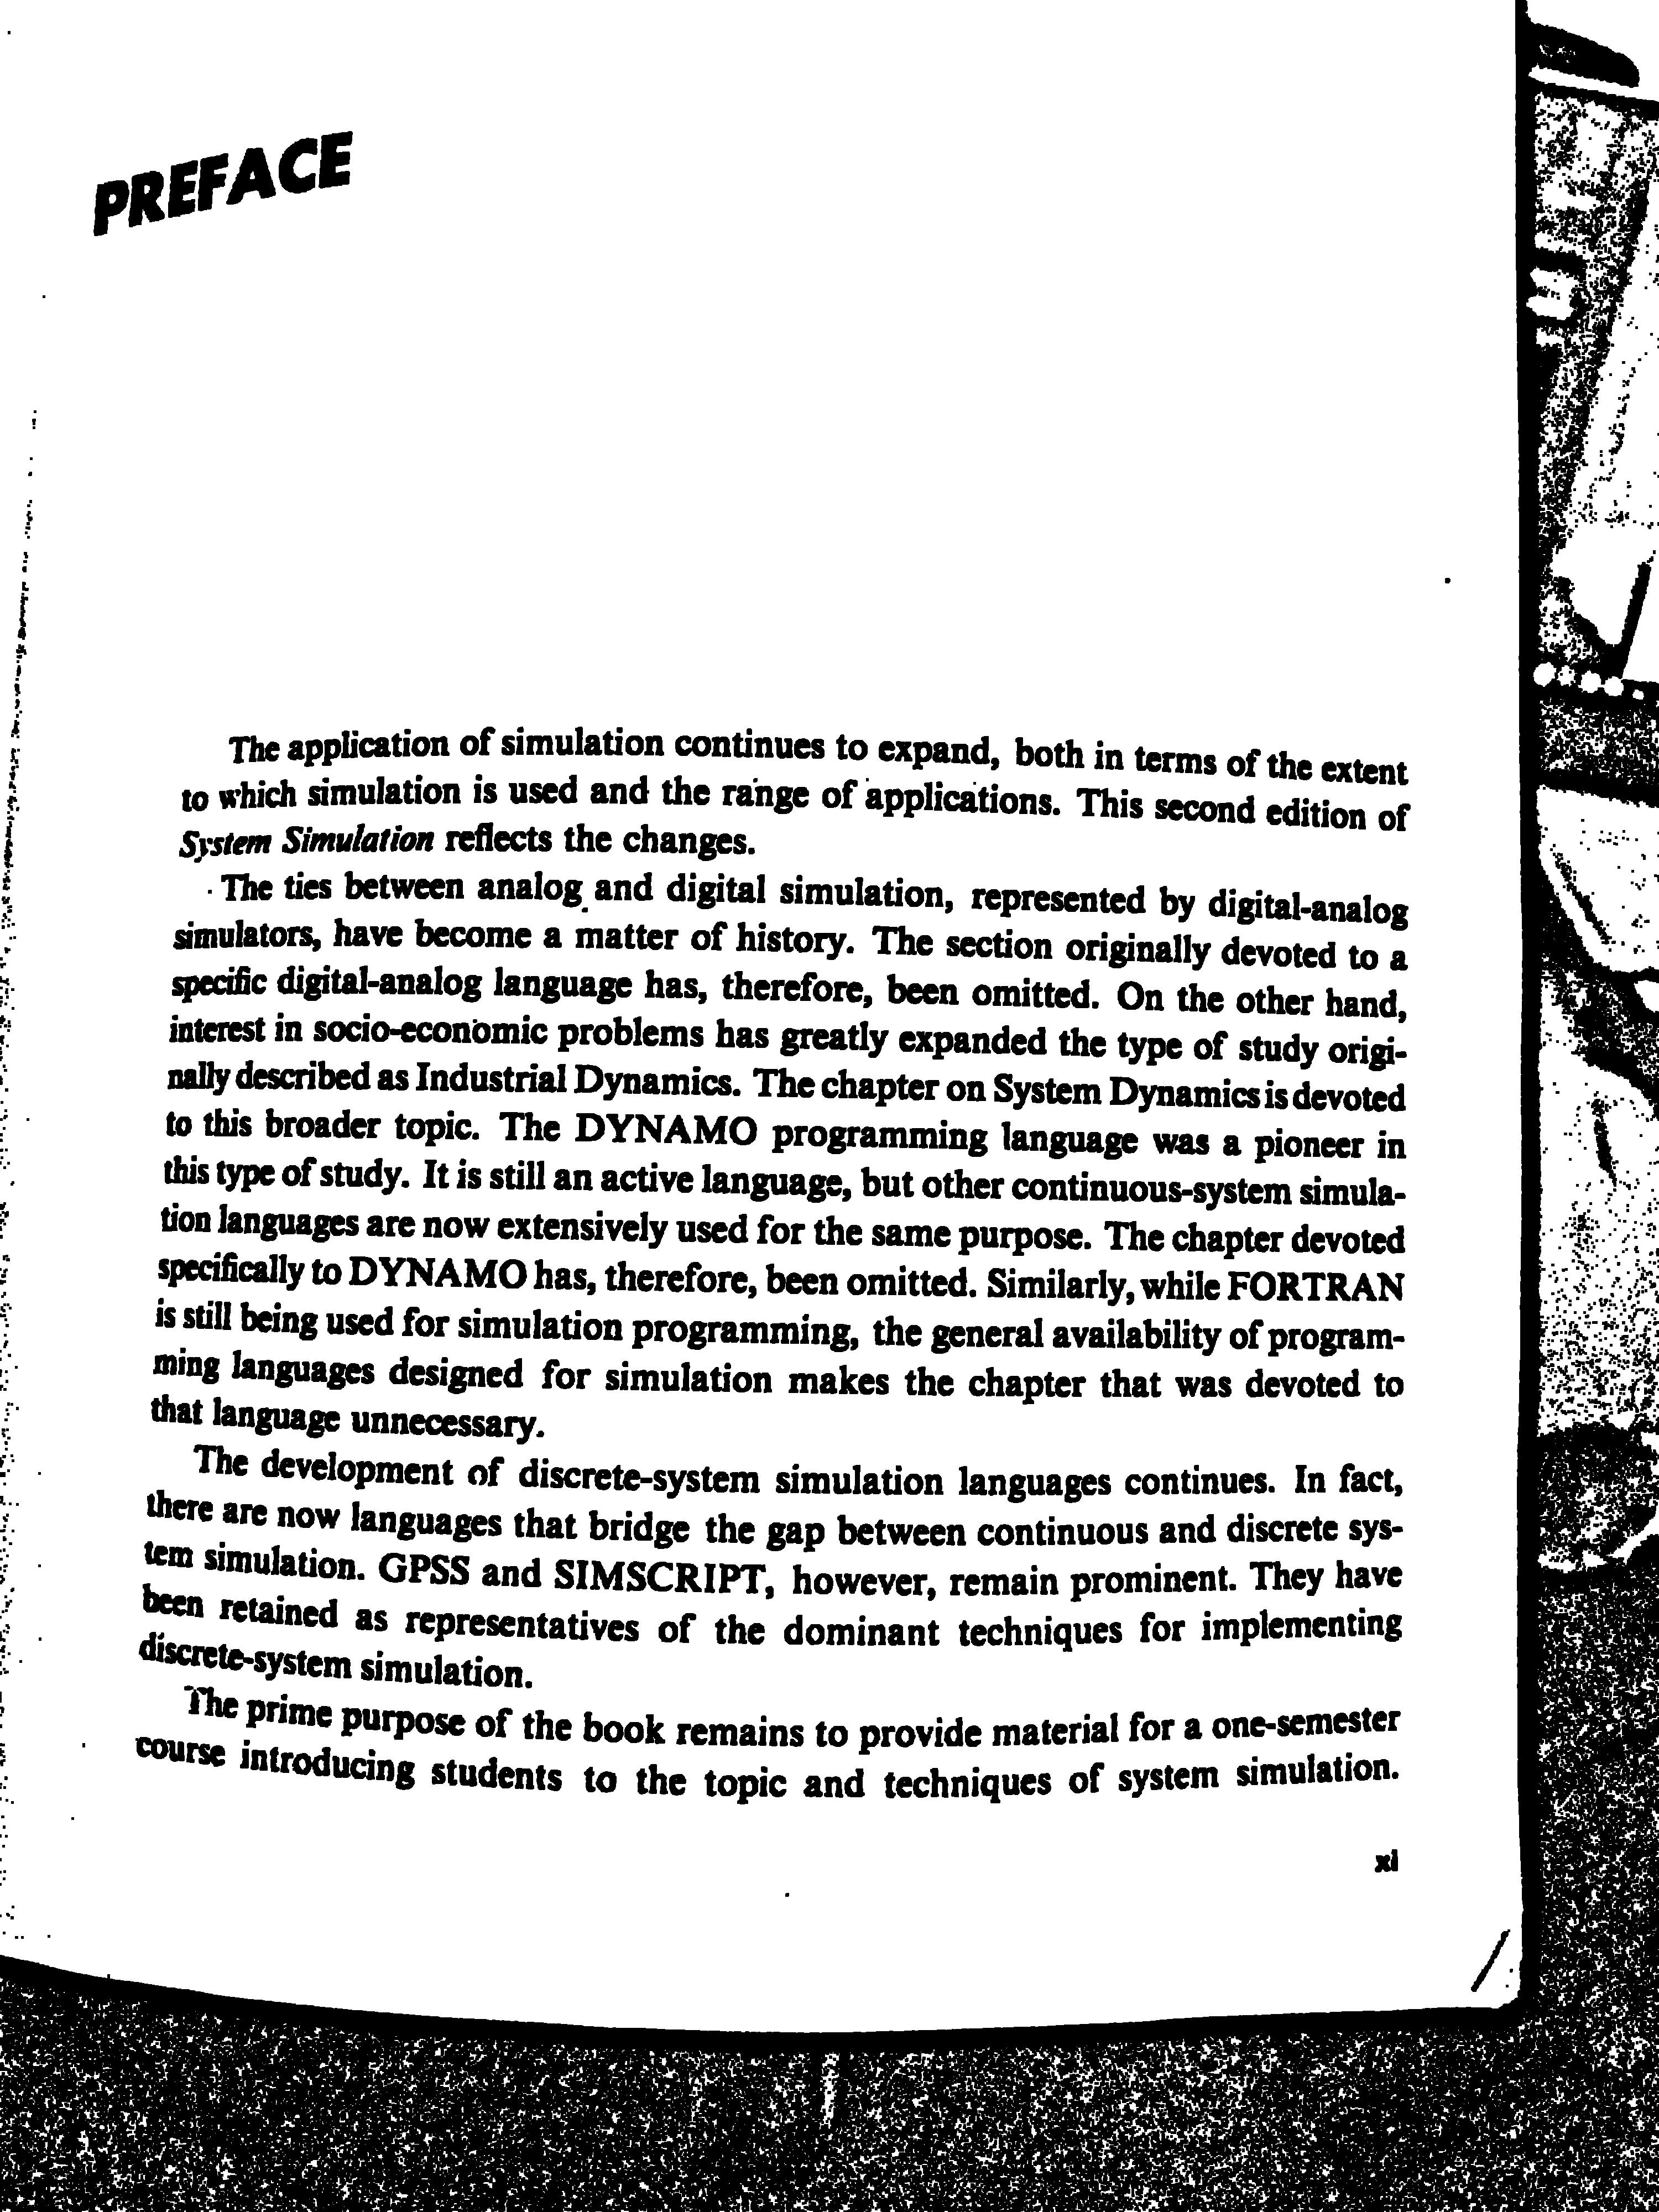 PREFACE
The application of simulation continues to expand, both in terms of the extent
to which simulation is used and the range of applications. This second edition of
System Simulation reflects the changes.
The ties between analog and digital simulation, represented by digital-analog
simulators, have become a matter of history. The section originally devoted to a
specific digital-analog language has, therefore, been omitted. On the other hand,
interest in socio-economic problems has greatly expanded the type of study origi-
nally described as Industrial Dynamics. The chapter on System Dynamics is devoted
to this broader topic. The DYNAMO programming language was a pioneer in
this type of study. It is still an active language, but other continuous-system simula-
tion languages are now extensively used for the same purpose. The chapter devoted
specifically to DYNAMO has, therefore, been omitted. Similarly, while FORTRAN
is still being used for simulation programming, the general availability of program-
ming languages designed for simulation makes the chapter that was devoted to
that language unnecessary.
The development of discrete-system simulation languages continues. In fact,
there are now languages that bridge the gap between continuous and discrete sys-
tem simulation. GPSS and SIMSCRIPT, however, remain prominent. They have
been retained as representatives of the dominant techniques for implementing
discrete-system simulation.
The prime purpose of the book remains to provide material for a one-semester
course introducing students to the topic and techniques of system simulation.
xi